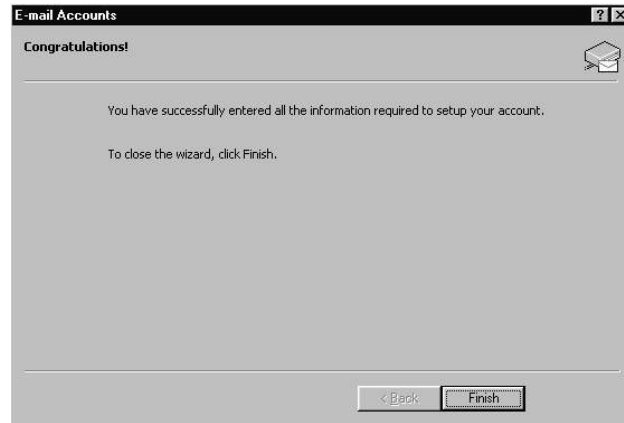 E-mail Accounts
Congratulations!
You have successfully entered all the information required to setup your account.
To close the wizard, click Finish.
< Back Finish